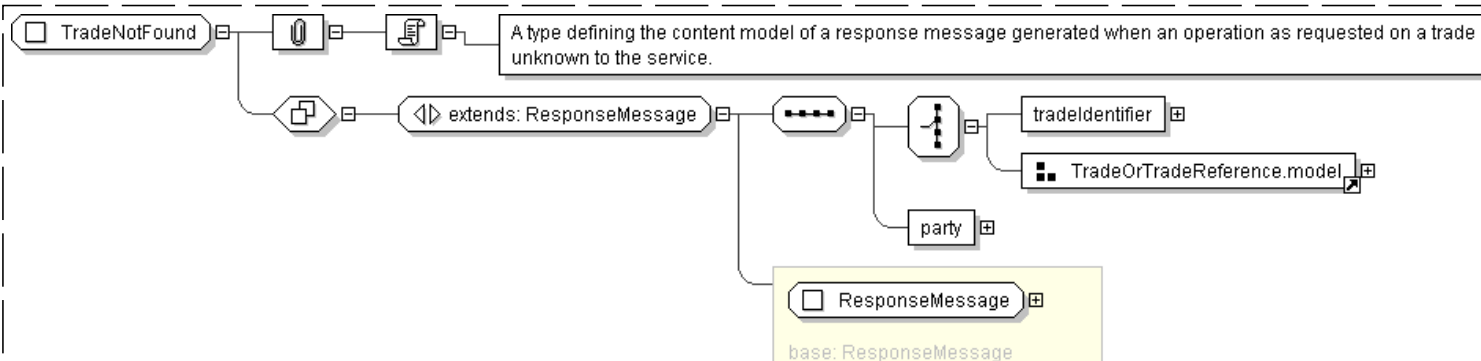 TradeNotFound
A type defining the content model of a response message generated when an operation as requested on a trade
unknown to the service.
extends: ResponseMessage
tradeIdentifier
TradeOrTradeReference.model
party
ResponseMessage
base: ResponseMessage